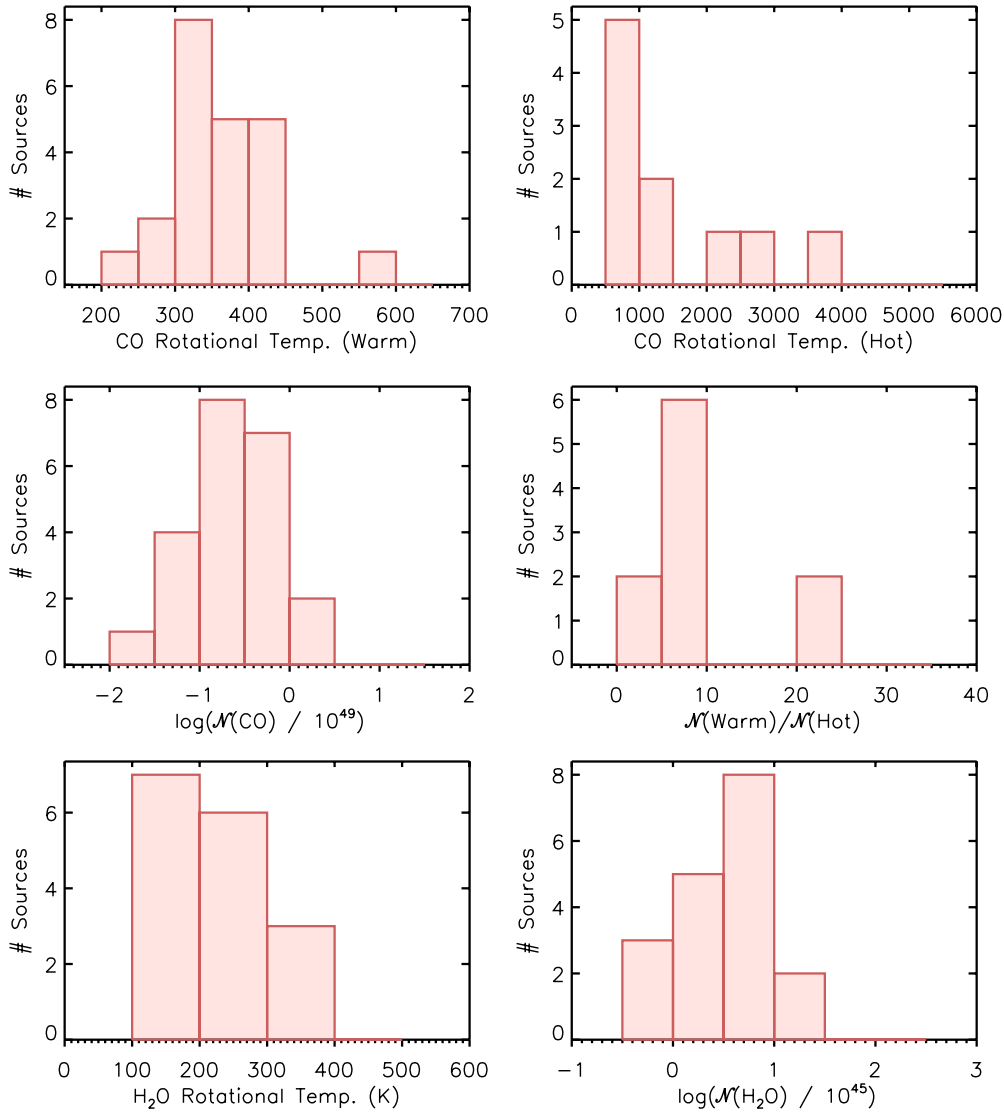 # Sources
8
6
4
2
0
200 300 400 500 600 700
CO Rotational Temp. (Warm)
# Sources
5
4
3
2
1
0
0 1000 2000 3000 4000 5000 6000
CO Rotational Temp. (Hot)
# Sources
8
6
4
2
0
−2 −1 0 1 2
log(𝒩(CO) / 10⁴⁹)
# Sources
6
5
4
3
2
1
0
0 10 20 30 40
𝒩(Warm)/𝒩(Hot)
# Sources
6
4
2
0
0 100 200 300 400 500 600
H₂O Rotational Temp. (K)
# Sources
8
6
4
2
0
−1 0 1 2 3
log(𝒩(H₂O) / 10⁴⁵)